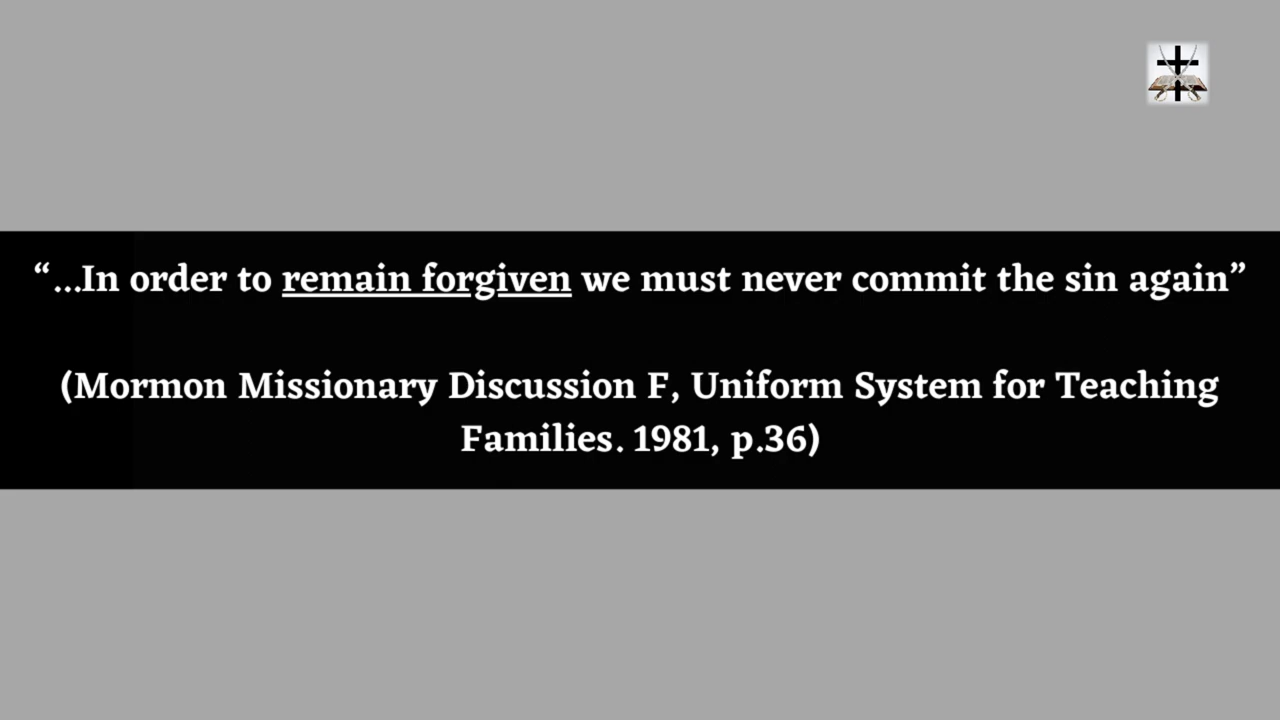 “...In order to remain forgiven we must never commit the sin again”
(Mormon Missionary Discussion F, Uniform System for Teaching
Families. 1981, p.36)